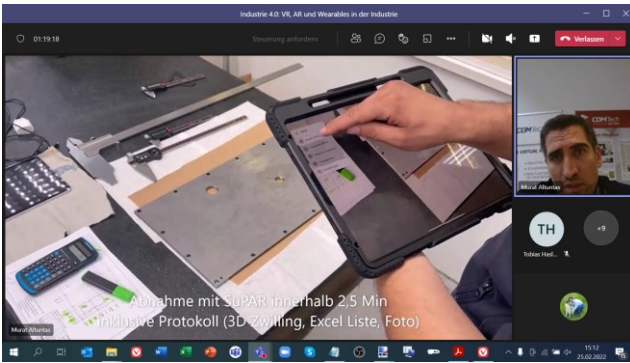 Industrie 4.0: VR, AR und Wearables in der Industrie
01:19:18
Steuerung anfordern
Verlassen
CDMTech
Murat Altuntas
TH
+9
Tobias Hasl...
Abnahme mit SuPAR innerhalb 2,5 Min
inklusive Protokoll (3D Zwilling, Excel Liste, Foto)
Murat Altuntas
15:12
25.02.2022